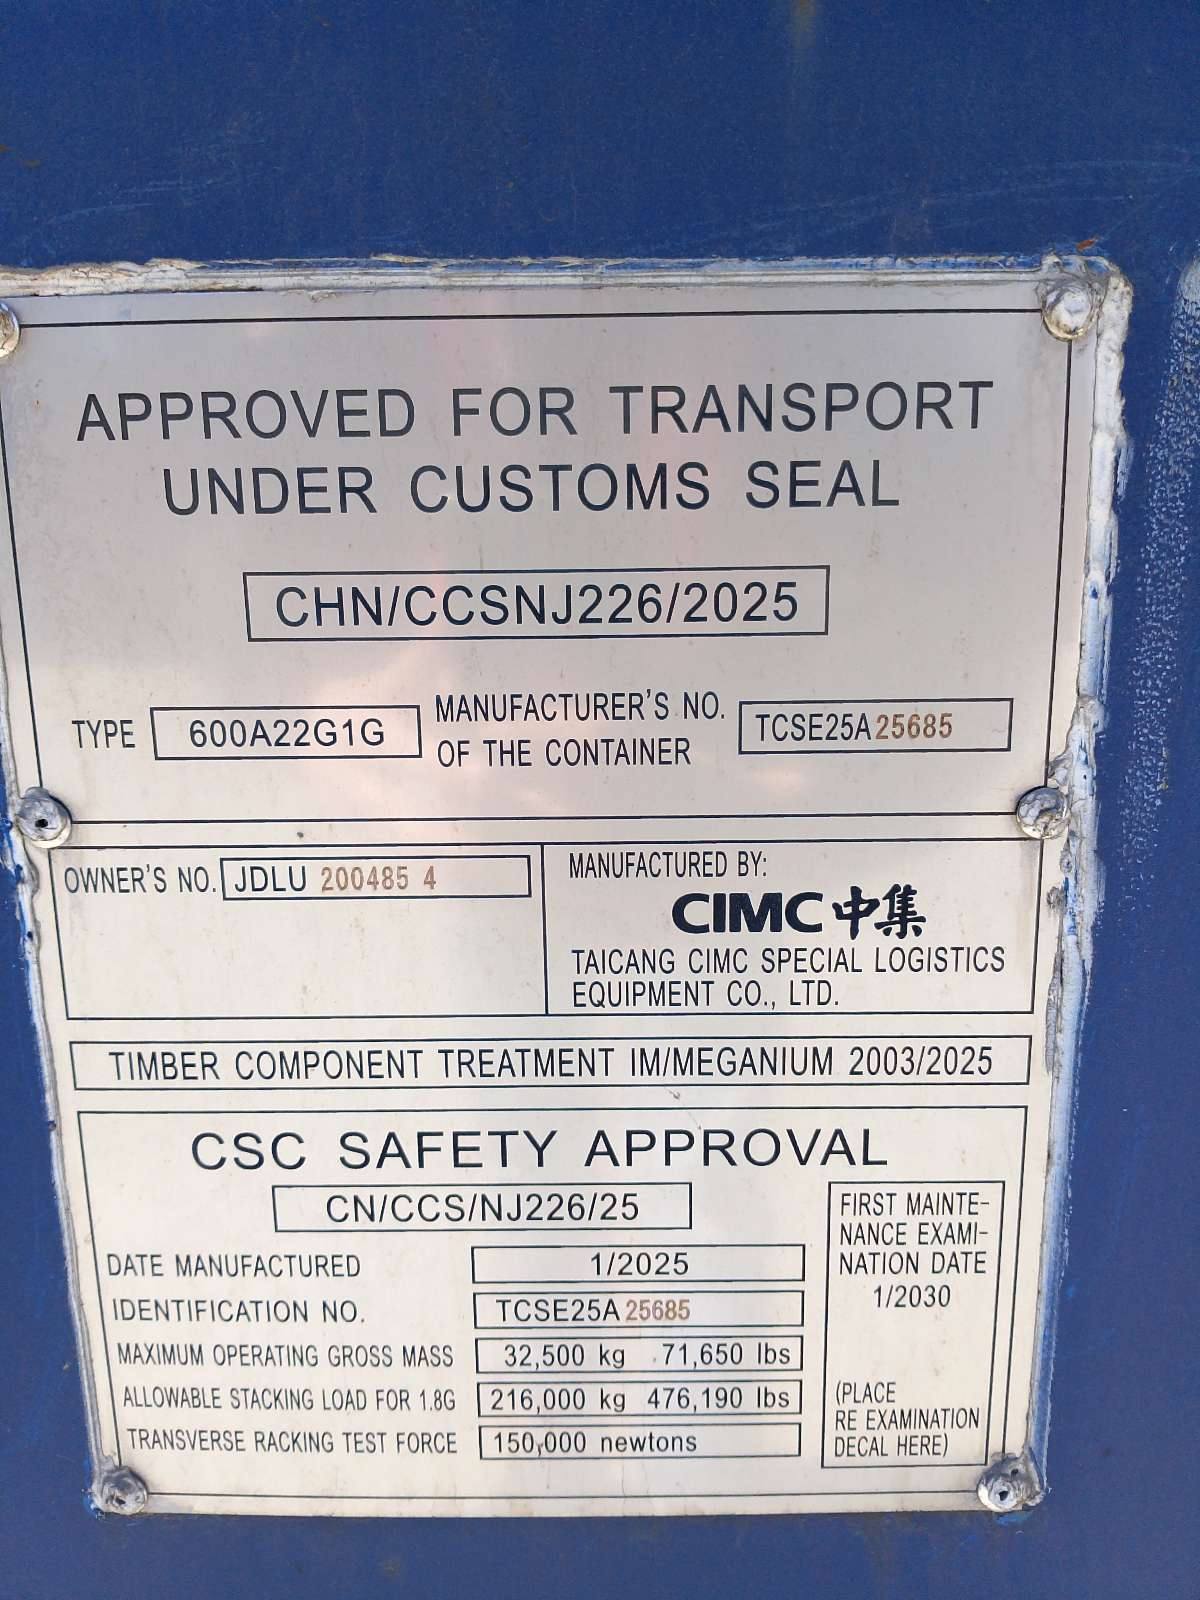 APPROVED FOR TRANSPORT
UNDER CUSTOMS SEAL
CHN/CCSNJ226/2025
TYPE 600A22G1G
MANUFACTURER'S NO.
OF THE CONTAINER
TCSE25A 25685
OWNER'S NO. JDLU 200485 4
MANUFACTURED BY:
CIMC 中集
TAICANG CIMC SPECIAL LOGISTICS
EQUIPMENT CO., LTD.
TIMBER COMPONENT TREATMENT IM/MEGANIUM 2003/2025
CSC SAFETY APPROVAL
CN/CCS/NJ226/25
DATE MANUFACTURED 1/2025
IDENTIFICATION NO. TCSE25A 25685
MAXIMUM OPERATING GROSS MASS 32,500 kg 71,650 lbs
ALLOWABLE STACKING LOAD FOR 1.8G 216,000 kg 476,190 lbs
TRANSVERSE RACKING TEST FORCE 150,000 newtons
FIRST MAINTE-
NANCE EXAMI-
NATION DATE
1/2030
(PLACE
RE EXAMINATION
DECAL HERE)